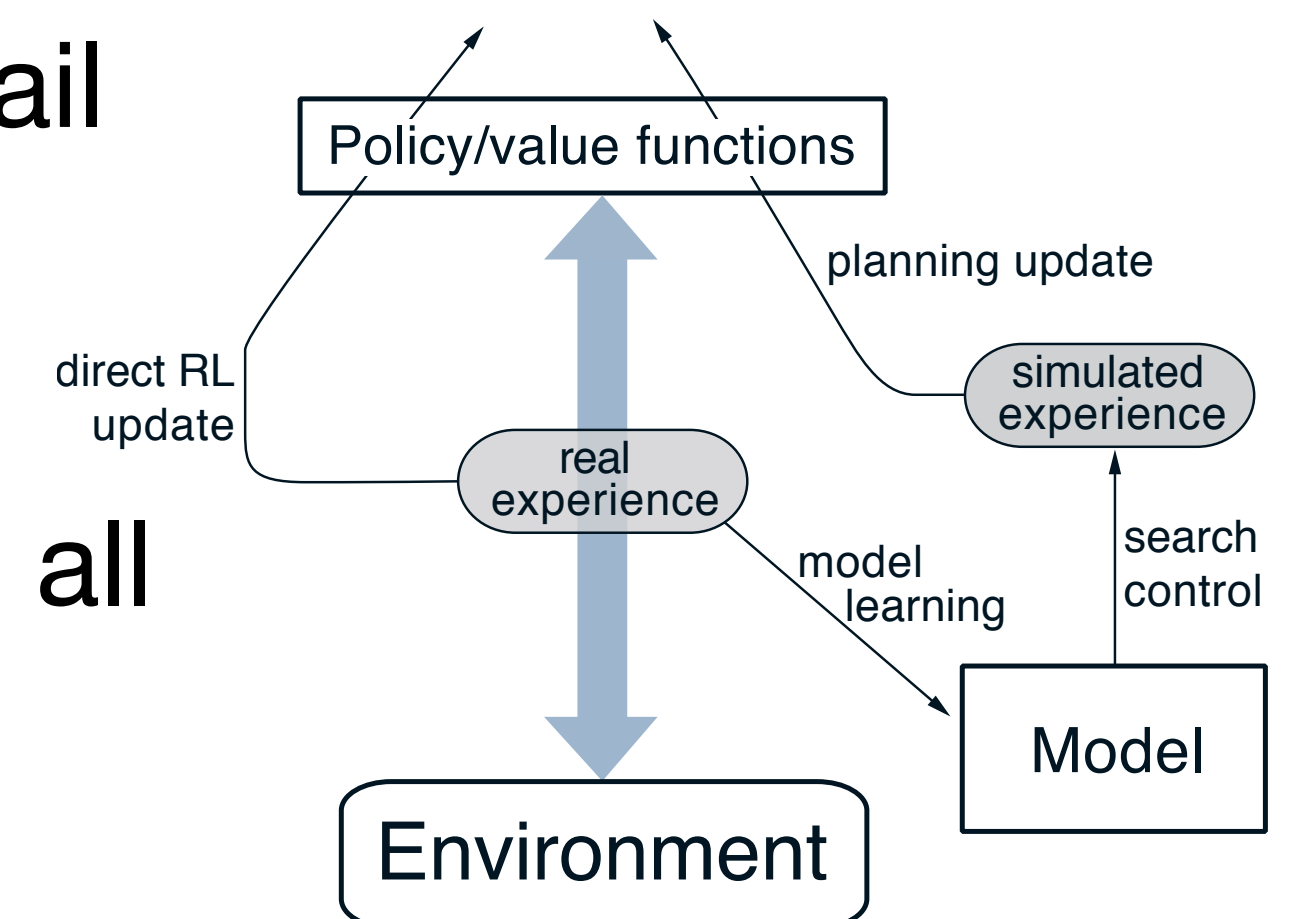 ail
Policy/value functions
planning update
direct RL
update
simulated
experience
real
experience
all
model
learning
search
control
Model
Environment